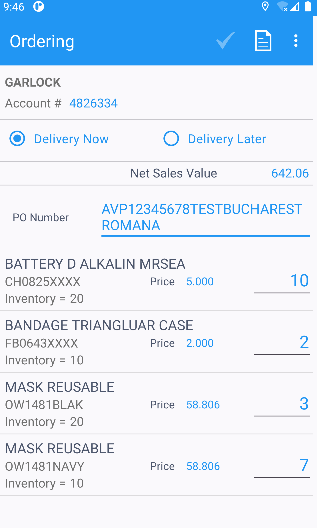 9:46
Ordering
GARLOCK
Account # 4826334
Delivery Now Delivery Later
Net Sales Value 642.06
PO Number AVP12345678TESTBUCHAREST
ROMANA
BATTERY D ALKALIN MRSEA
CH0825XXXX Price 5.000 10
Inventory = 20
BANDAGE TRIANGLUAR CASE
FB0643XXXX Price 2.000 2
Inventory = 10
MASK REUSABLE
OW1481BLAK Price 58.806 3
Inventory = 20
MASK REUSABLE
OW1481NAVY Price 58.806 7
Inventory = 10